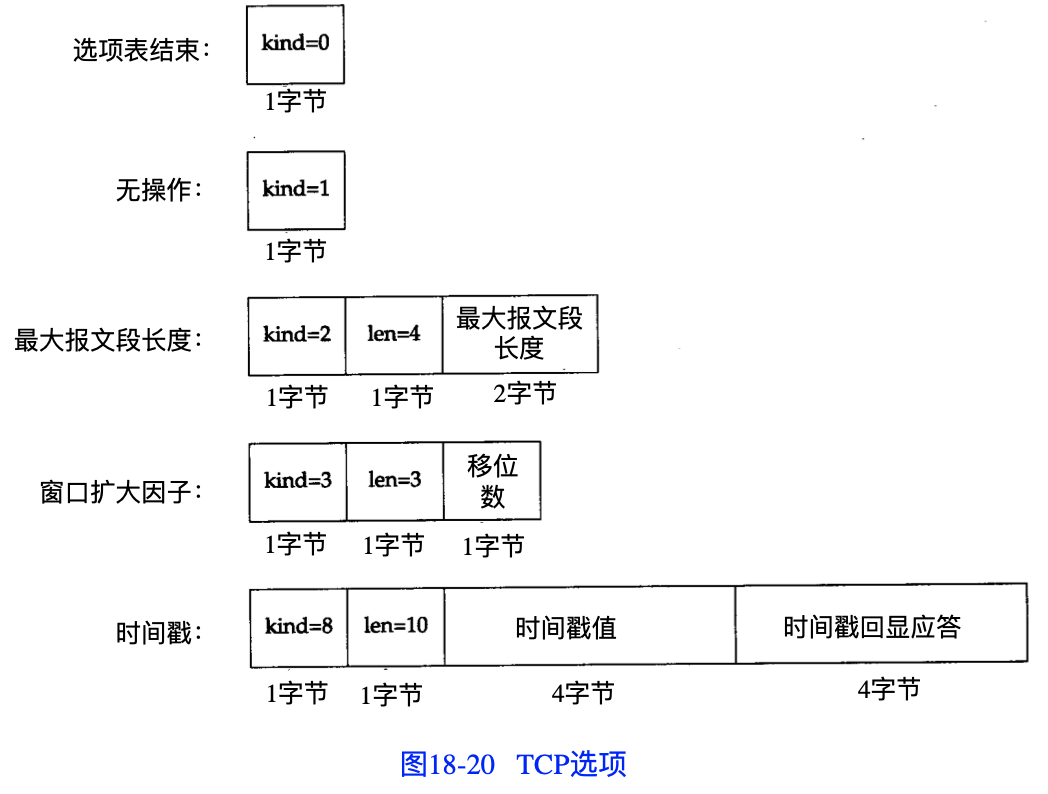 选项表结束：
kind=0
1字节
无操作：
kind=1
1字节
最大报文段长度：
kind=2 len=4 最大报文段
长度
1字节 1字节 2字节
窗口扩大因子：
kind=3 len=3 移位
数
1字节 1字节 1字节
时间戳：
kind=8 len=10 时间戳值 时间戳回显应答
1字节 1字节 4字节 4字节
图18-20 TCP选项